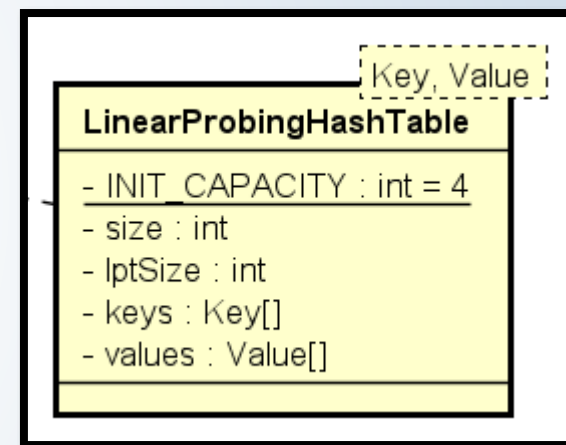 Key, Value
LinearProbingHashTable
- INIT_CAPACITY : int = 4
- size : int
- lptSize : int
- keys : Key[]
- values : Value[]